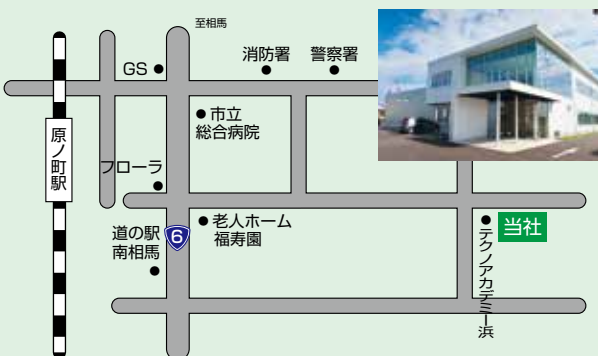 至相馬
GS
消防署
警察署
市立
総合病院
原ノ町駅
フローラ
道の駅
南相馬
6
老人ホーム
福寿園
当社
テクノアカデミー浜